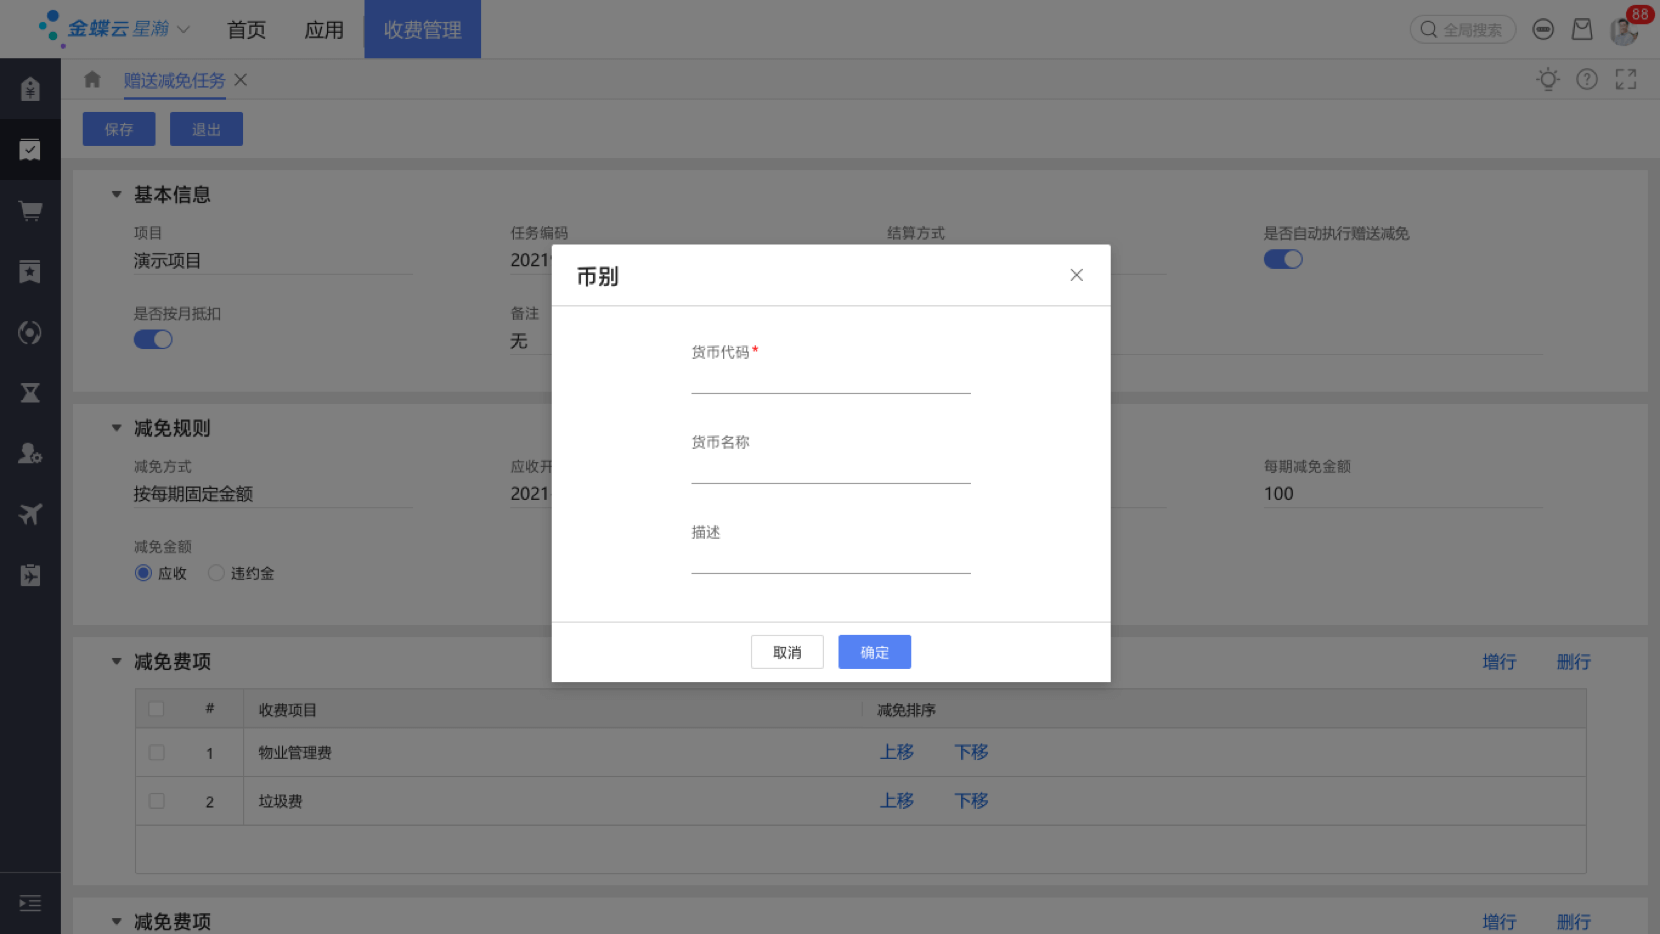 金蝶云 星瀚
首页
应用
收费管理
全局搜索
88
赠送减免任务
保存
退出
基本信息
项目
任务编码
结算方式
是否自动执行赠送减免
演示项目
2021
是否按月抵扣
备注
无
币别
货币代码*
货币名称
描述
取消
确定
减免规则
减免方式
应收开
每期减免金额
按每期固定金额
2021
100
减免金额
应收
违约金
减免费项
增行
删行
#
收费项目
减免排序
1
物业管理费
上移
下移
2
垃圾费
上移
下移
减免费项
增行
删行